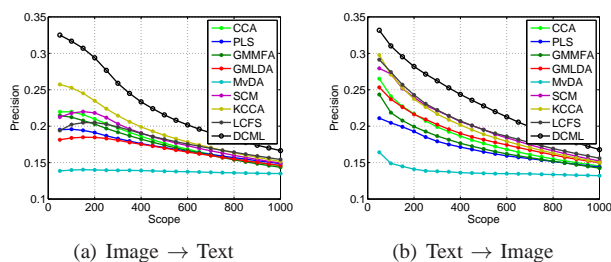 0.35
0.3
0.25
0.2
0.15
0.1
Precision
0 200 400 600 800 1000
Scope
CCA
PLS
GMMFA
GMLDA
MvDA
SCM
KCCA
LCFS
DCML
(a) Image → Text
0.35
0.3
0.25
0.2
0.15
0.1
Precision
0 200 400 600 800 1000
Scope
CCA
PLS
GMMFA
GMLDA
MvDA
SCM
KCCA
LCFS
DCML
(b) Text → Image